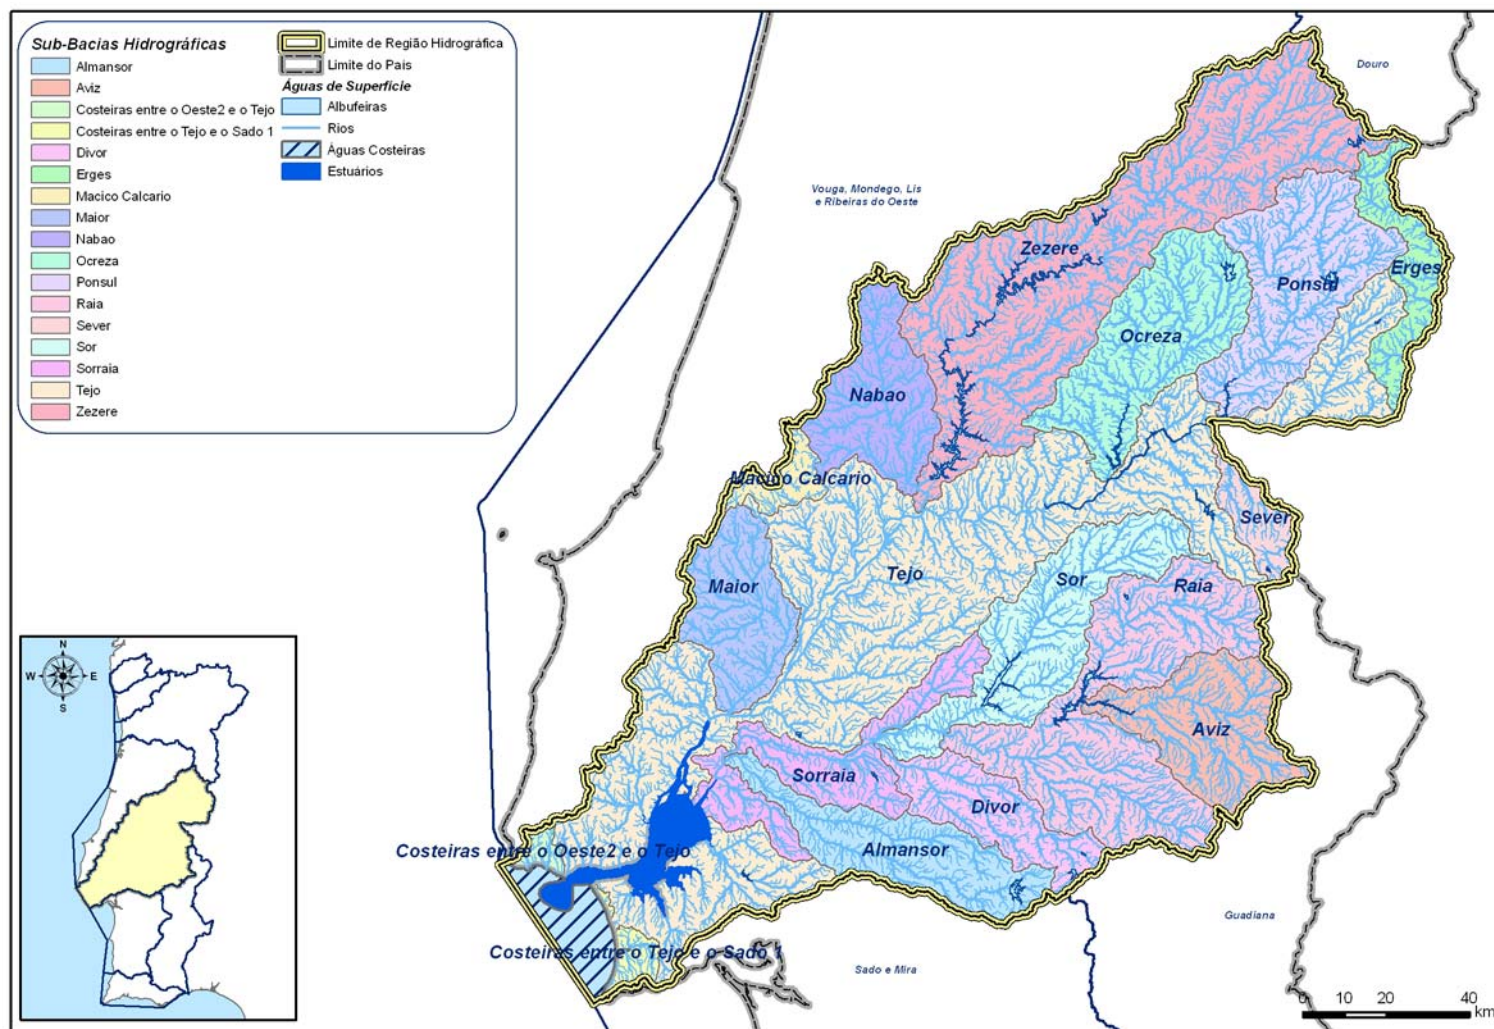 Sub-Bacias Hidrográficas
Almansor
Aviz
Costeiras entre o Oeste2 e o Tejo
Costeiras entre o Tejo e o Sado 1
Divor
Erges
Macico Calcario
Maior
Nabao
Ocreza
Ponsul
Raia
Sever
Sor
Sorraia
Tejo
Zezere
Limite de Região Hidrográfica
Limite do País
Águas de Superfície
Albufeiras
Rios
Águas Costeiras
Estuários
Douro
Vouga, Mondego, Lis
e Ribeiras do Oeste
Zezere
Erges
Ponsul
Ocreza
Nabao
Macico Calcario
Sever
Tejo
Sor
Raia
Maior
Aviz
Sorraia
Divor
Almansor
Costeiras entre o Oeste2 e o Tejo
Costeiras entre o Tejo e o Sado 1
Guadiana
Sado e Mira
N
W E
S
0 10 20 40
km